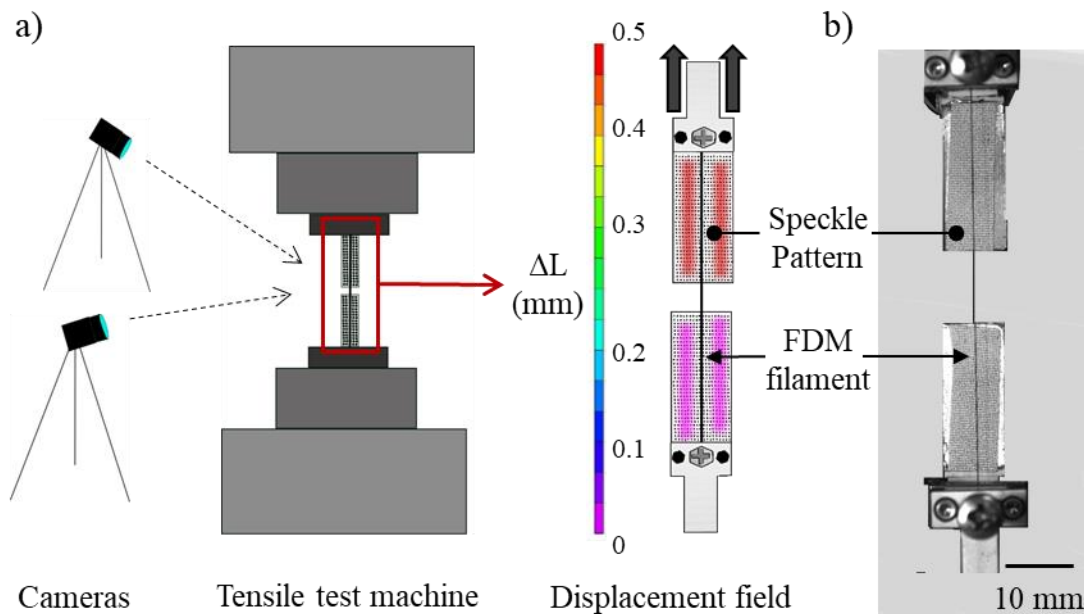 a)
b)
0.5
0.4
0.3
0.2
0.1
0
ΔL
(mm)
Speckle
Pattern
FDM
filament
10 mm
Cameras
Tensile test machine
Displacement field